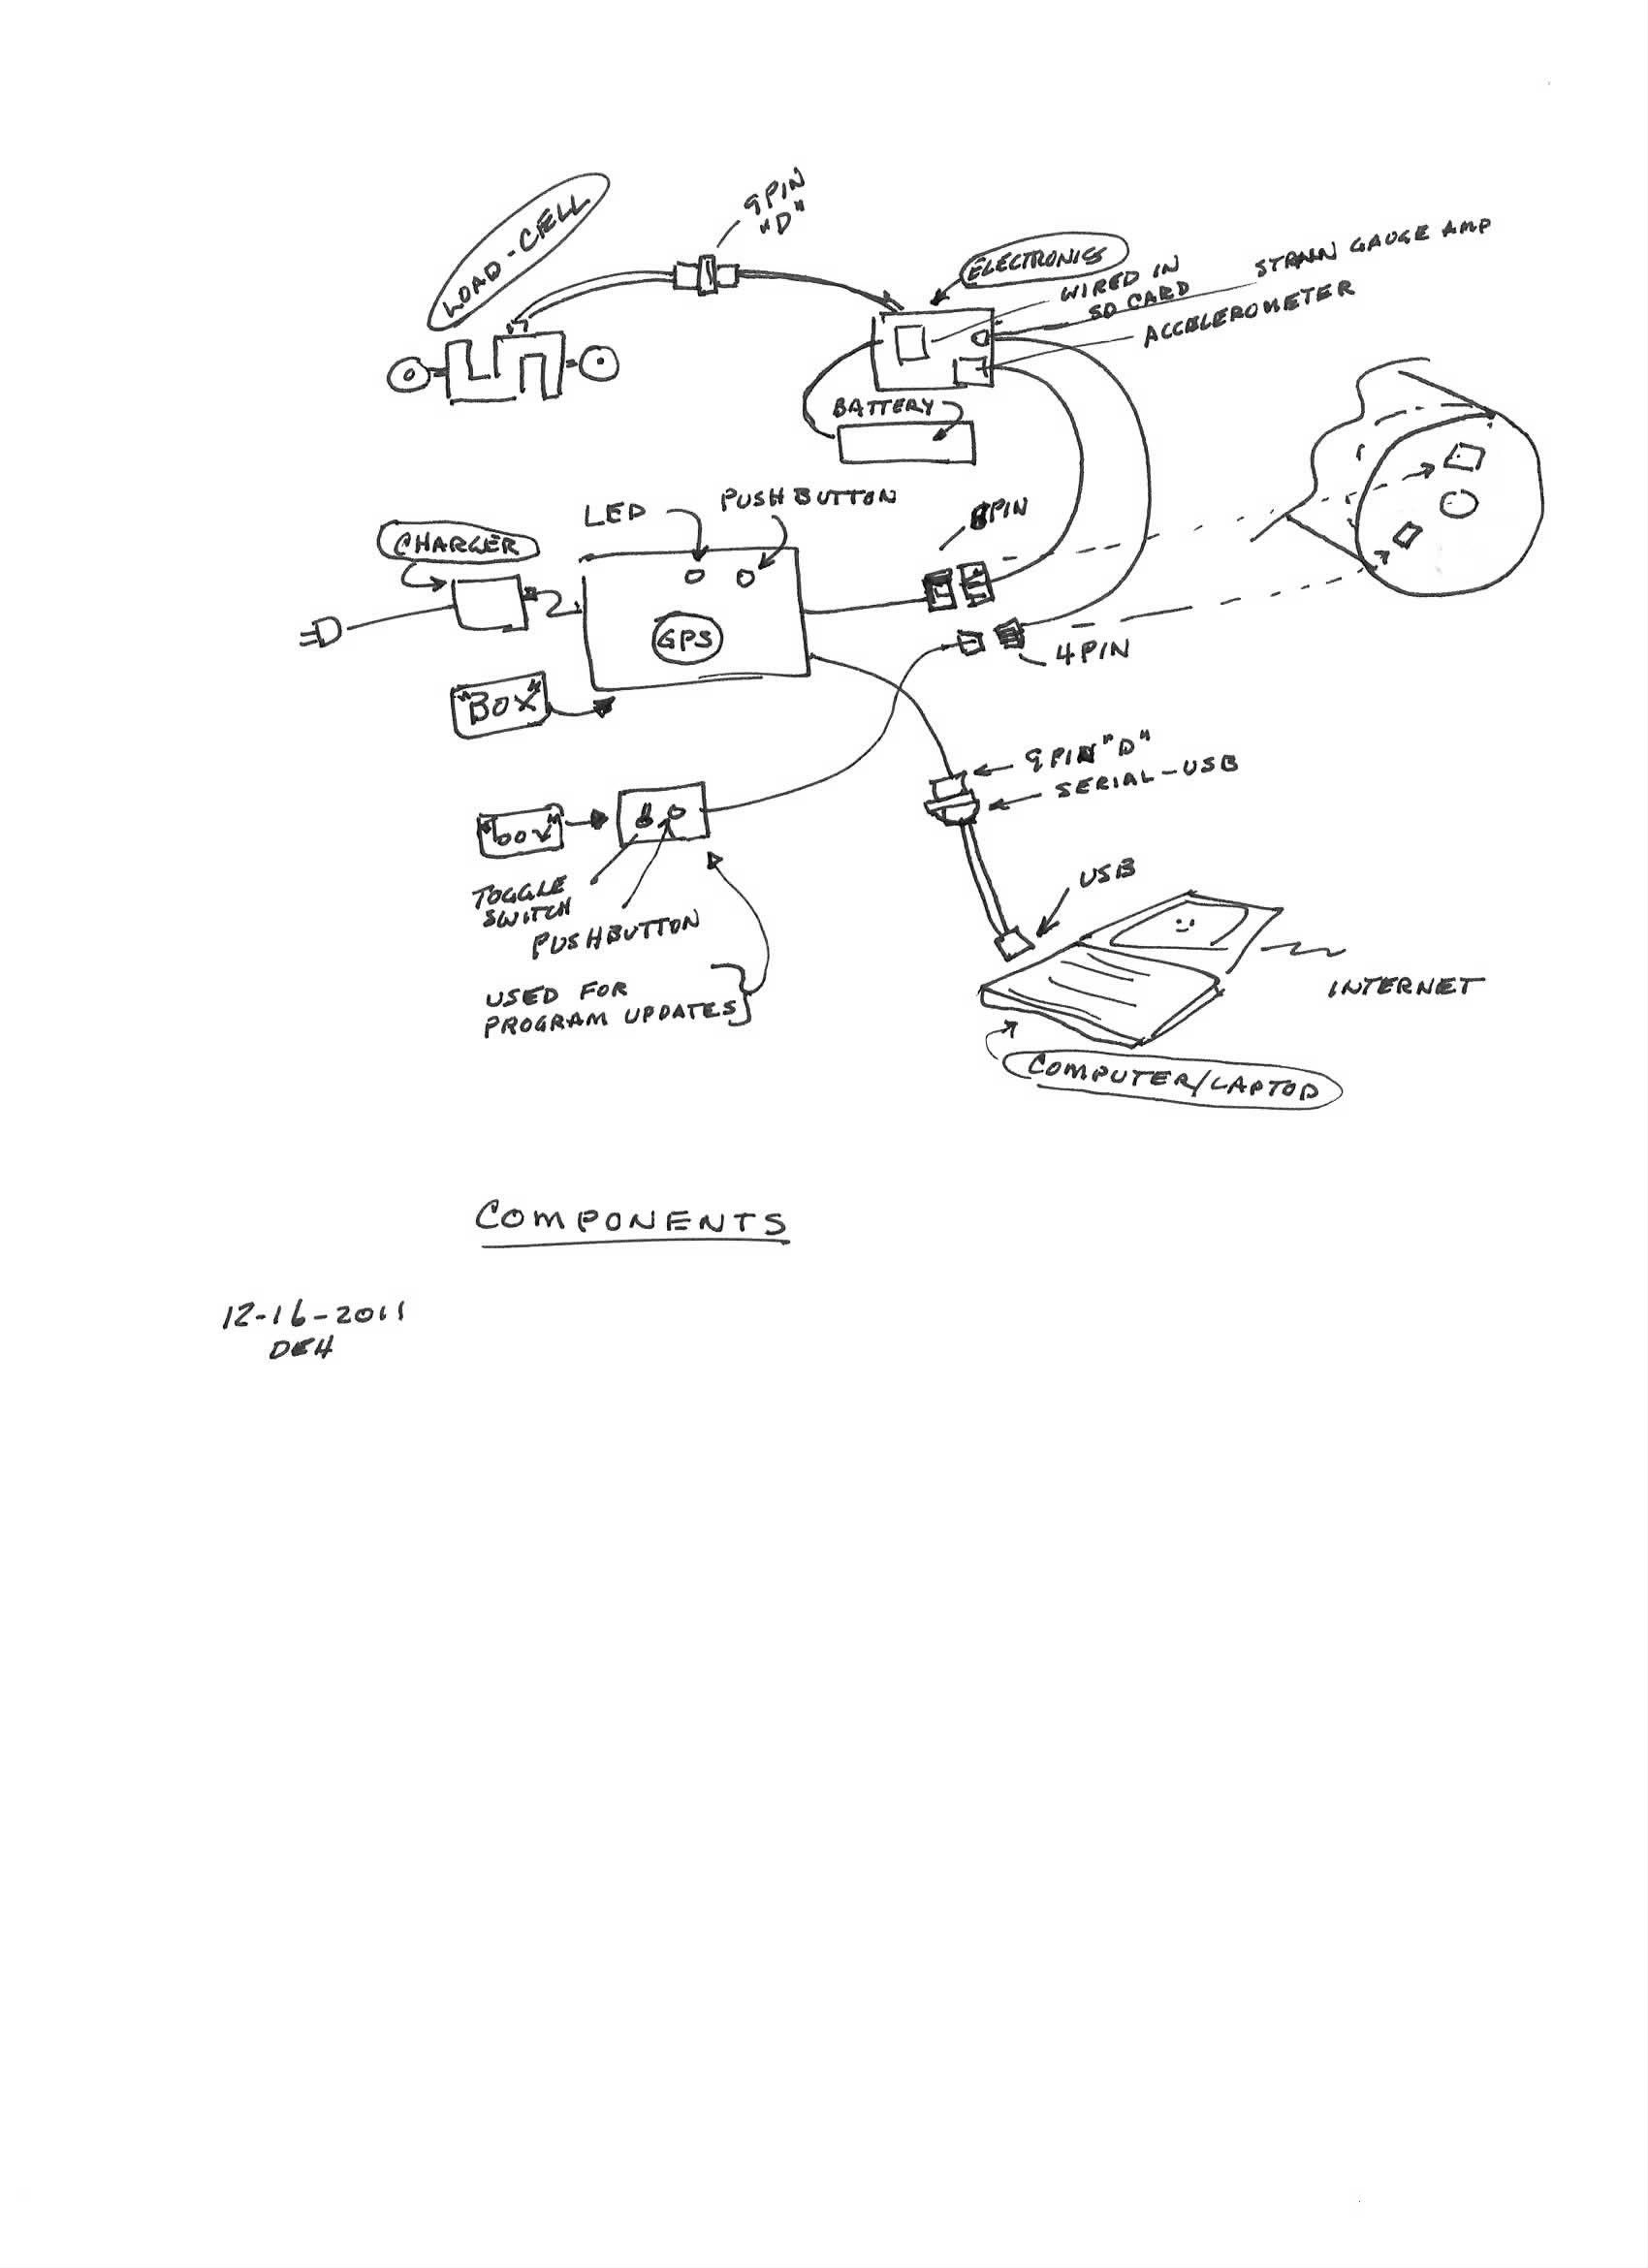 LOAD-CELL
9PIN
"D"
ELECTRONICS
WIRED IN
SD CARD
STRAIN GAUGE AMP
ACCELEROMETER
BATTERY
LED
PUSHBUTTON
CHARGER
8PIN
GPS
4PIN
"BOX"
9PIN "D"
SERIAL-USB
"box"
TOGGLE
SWITCH
PUSHBUTTON
USB
USED FOR
PROGRAM UPDATES
INTERNET
COMPUTER/LAPTOP
COMPONENTS
12-16-2011
DEH